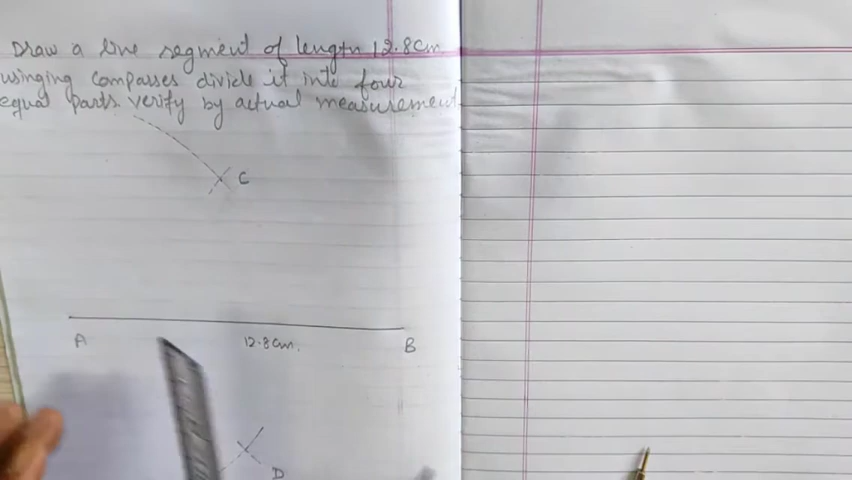 Draw a line segment of length 12.8cm
usinging compasses divide it into four
equal parts. verify by actual measurement
C
A
12.8cm.
B
D